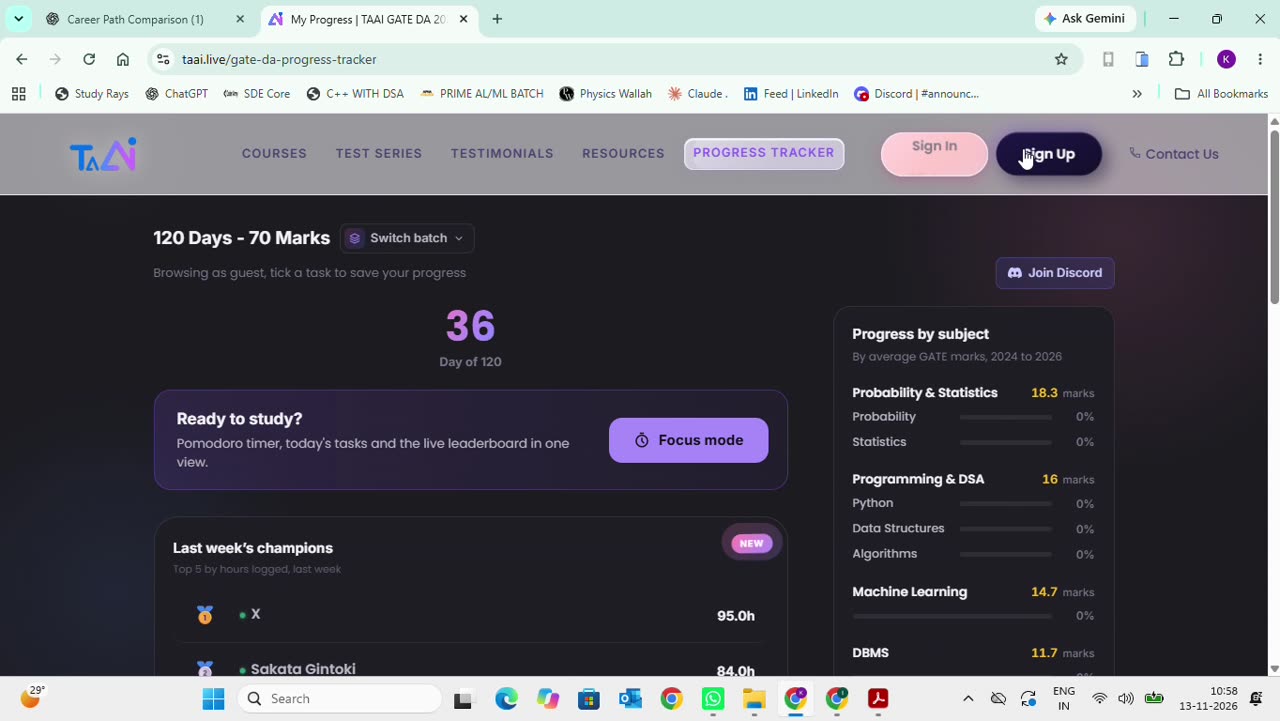 Career Path Comparison (1)
My Progress | TAAI GATE DA 20
Ask Gemini
taai.live/gate-da-progress-tracker
K
Study Rays
ChatGPT
SDE Core
C++ WITH DSA
PRIME AL/ML BATCH
Physics Wallah
Claude .
Feed | LinkedIn
Discord | #announc...
All Bookmarks
TAAI
COURSES
TEST SERIES
TESTIMONIALS
RESOURCES
PROGRESS TRACKER
Sign In
Sign Up
Contact Us
120 Days - 70 Marks
Switch batch
Browsing as guest, tick a task to save your progress
Join Discord
36
Day of 120
Ready to study?
Pomodoro timer, today's tasks and the live leaderboard in one
view.
Focus mode
Last week's champions
Top 5 by hours logged, last week
NEW
1
X
95.0h
2
Sakata Gintoki
84.0h
Progress by subject
By average GATE marks, 2024 to 2026
Probability & Statistics 18.3 marks
Probability 0%
Statistics 0%
Programming & DSA 16 marks
Python 0%
Data Structures 0%
Algorithms 0%
Machine Learning 14.7 marks
0%
DBMS 11.7 marks
29°
Search
ENG
IN
10:58
13-11-2026